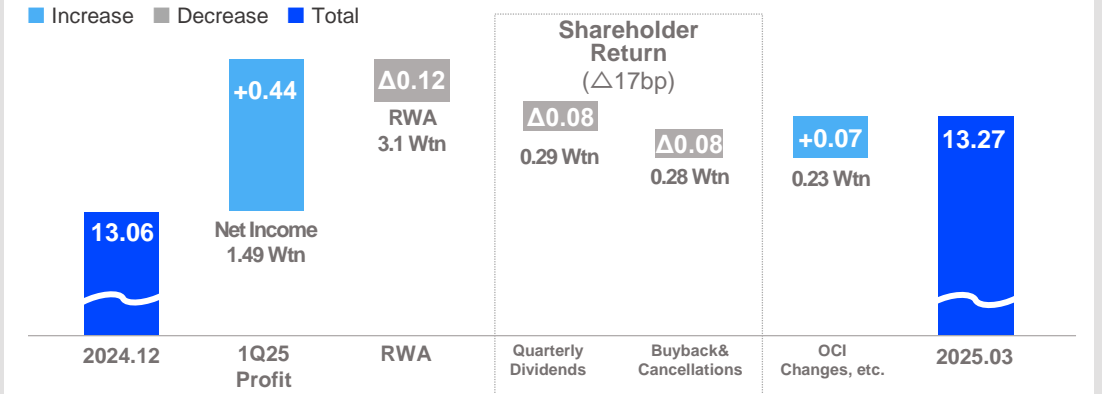 Increase Decrease Total
Shareholder
Return
(△17bp)
+0.44
Δ0.12
RWA
3.1 Wtn
Δ0.08
0.29 Wtn
Δ0.08
0.28 Wtn
+0.07
0.23 Wtn
13.27
13.06
Net Income
1.49 Wtn
2024.12
1Q25
Profit
RWA
Quarterly
Dividends
Buyback&
Cancellations
OCI
Changes, etc.
2025.03